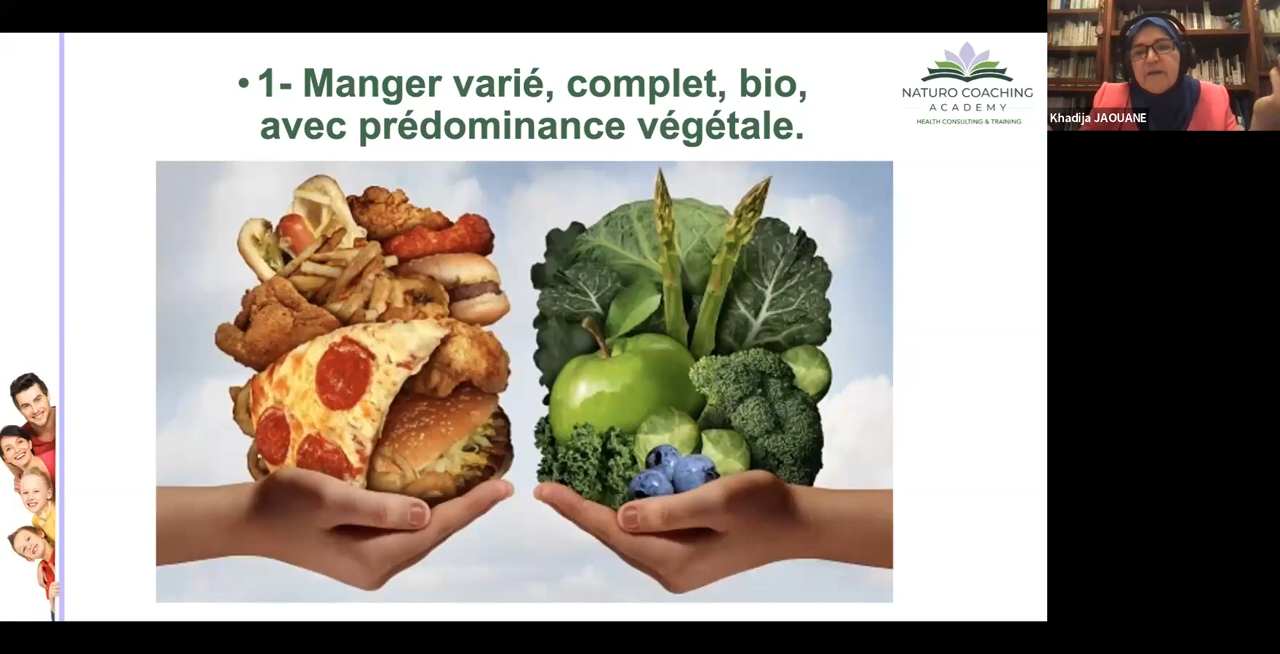 • 1- Manger varié, complet, bio,
avec prédominance végétale.
NATURO COACHING
ACADEMY
HEALTH CONSULTING & TRAINING
Khadija JAOUANE